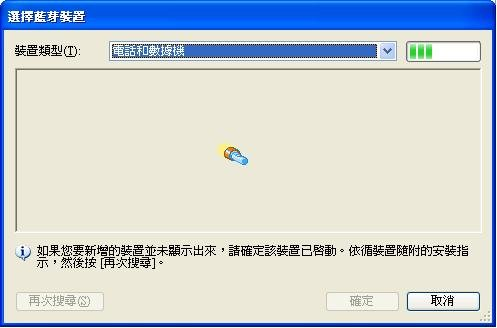 選擇藍芽裝置
裝置類型(T):
電話和數據機
如果您要新增的裝置並未顯示出來，請確定該裝置已啓動。依循裝置隨附的安裝指
示，然後按 [再次搜尋]。
再次搜尋(S)
確定
取消